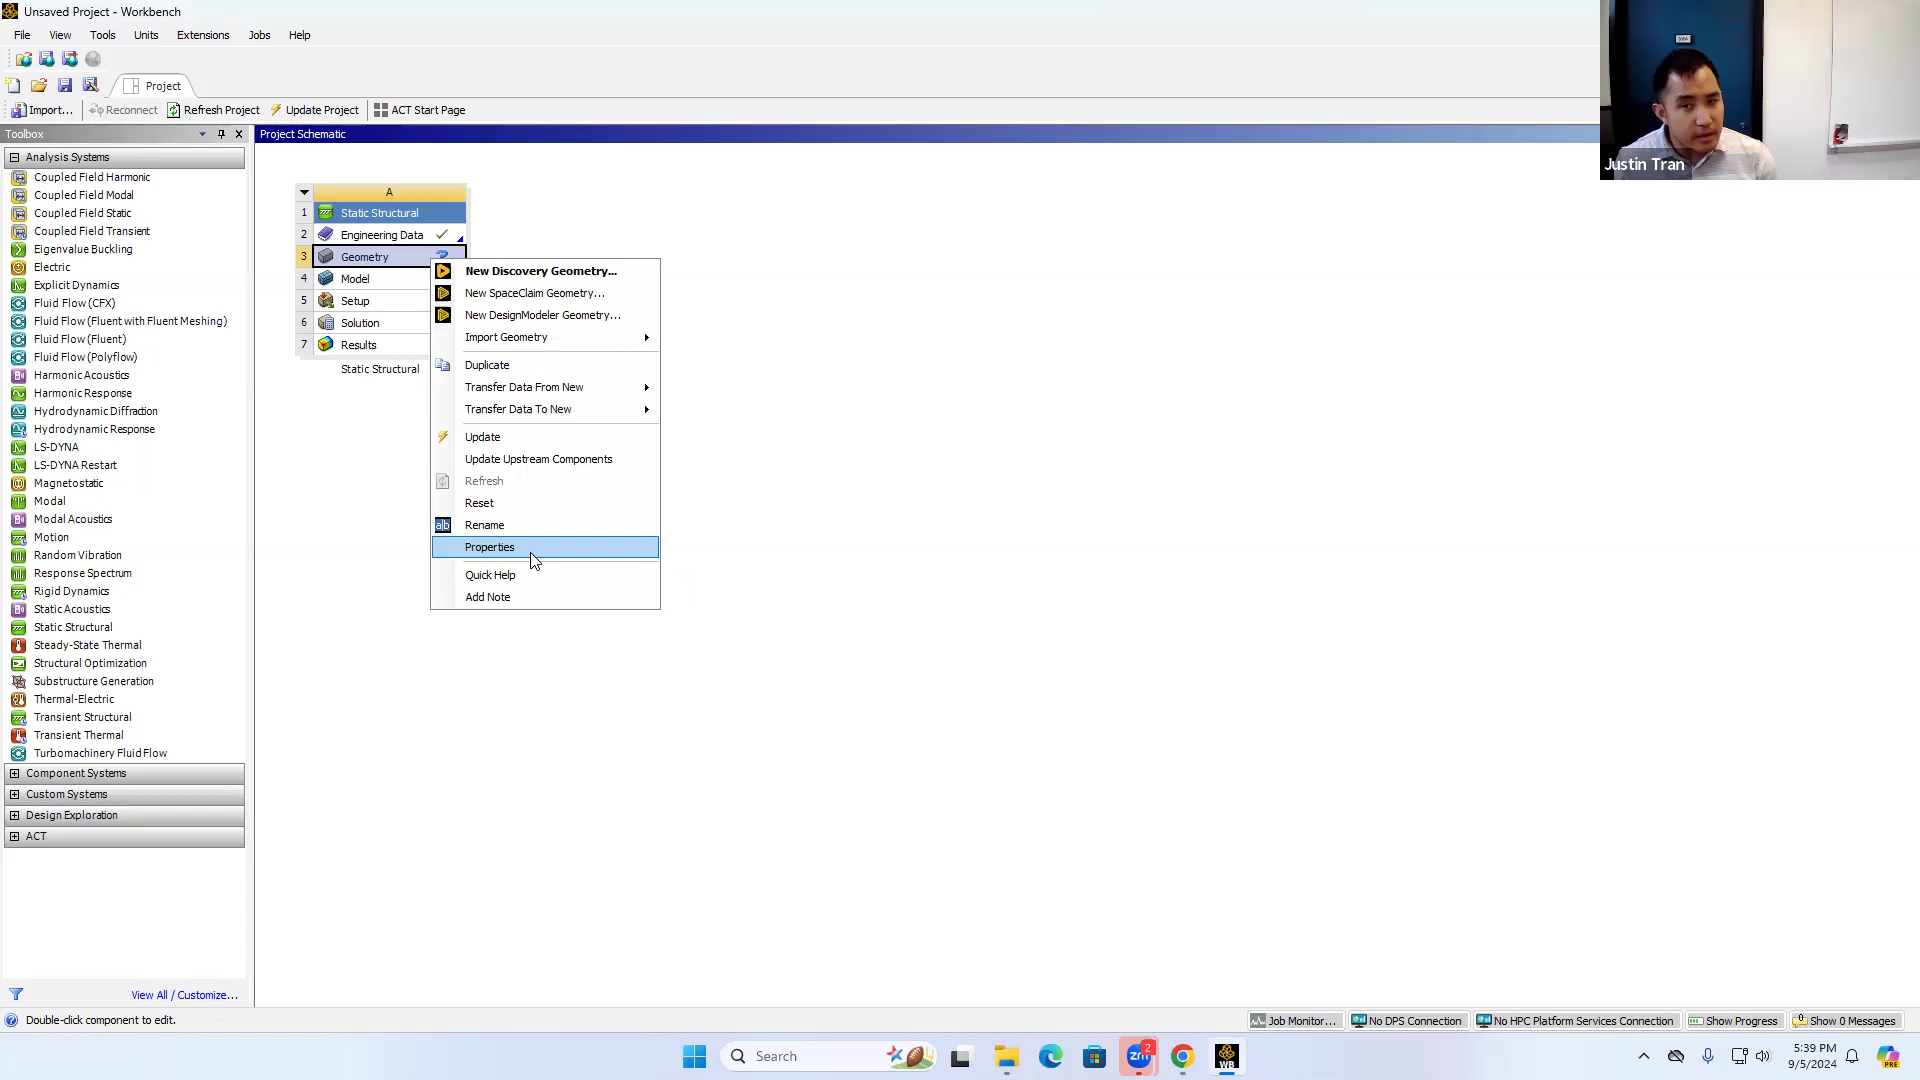 Unsaved Project - Workbench
File View Tools Units Extensions Jobs Help
Project
Import... Reconnect Refresh Project Update Project ACT Start Page
Toolbox
Project Schematic
Analysis Systems
Coupled Field Harmonic
Coupled Field Modal
Coupled Field Static
Coupled Field Transient
Eigenvalue Buckling
Electric
Explicit Dynamics
Fluid Flow (CFX)
Fluid Flow (Fluent with Fluent Meshing)
Fluid Flow (Fluent)
Fluid Flow (Polyflow)
Harmonic Acoustics
Harmonic Response
Hydrodynamic Diffraction
Hydrodynamic Response
LS-DYNA
LS-DYNA Restart
Magnetostatic
Modal
Modal Acoustics
Motion
Random Vibration
Response Spectrum
Rigid Dynamics
Static Acoustics
Static Structural
Steady-State Thermal
Structural Optimization
Substructure Generation
Thermal-Electric
Transient Structural
Transient Thermal
Turbomachinery Fluid Flow
Component Systems
Custom Systems
Design Exploration
ACT
View All / Customize...
A
1 Static Structural
2 Engineering Data
3 Geometry
4 Model
5 Setup
6 Solution
7 Results
Static Structural
New Discovery Geometry...
New SpaceClaim Geometry...
New DesignModeler Geometry...
Import Geometry
Duplicate
Transfer Data From New
Transfer Data To New
Update
Update Upstream Components
Refresh
Reset
a|b Rename
Properties
Quick Help
Add Note
Justin Tran
Double-click component to edit.
Job Monitor... No DPS Connection No HPC Platform Services Connection Show Progress Show 0 Messages
Search
zm 2
WB
5:39 PM
9/5/2024
PRE